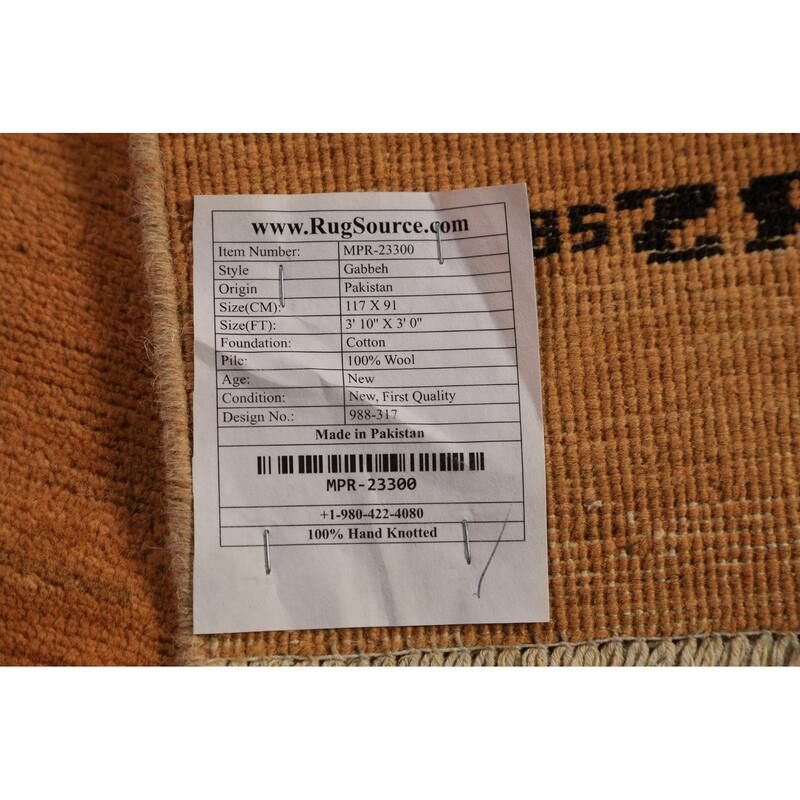 www.RugSource.com
Item Number: MPR-23300
Style Gabbeh
Origin Pakistan
Size(CM): 117 X 91
Size(FT): 3' 10" X 3' 0"
Foundation: Cotton
Pile: 100% Wool
Age: New
Condition: New, First Quality
Design No.: 988-317
Made in Pakistan
MPR-23300
+1-980-422-4080
100% Hand Knotted